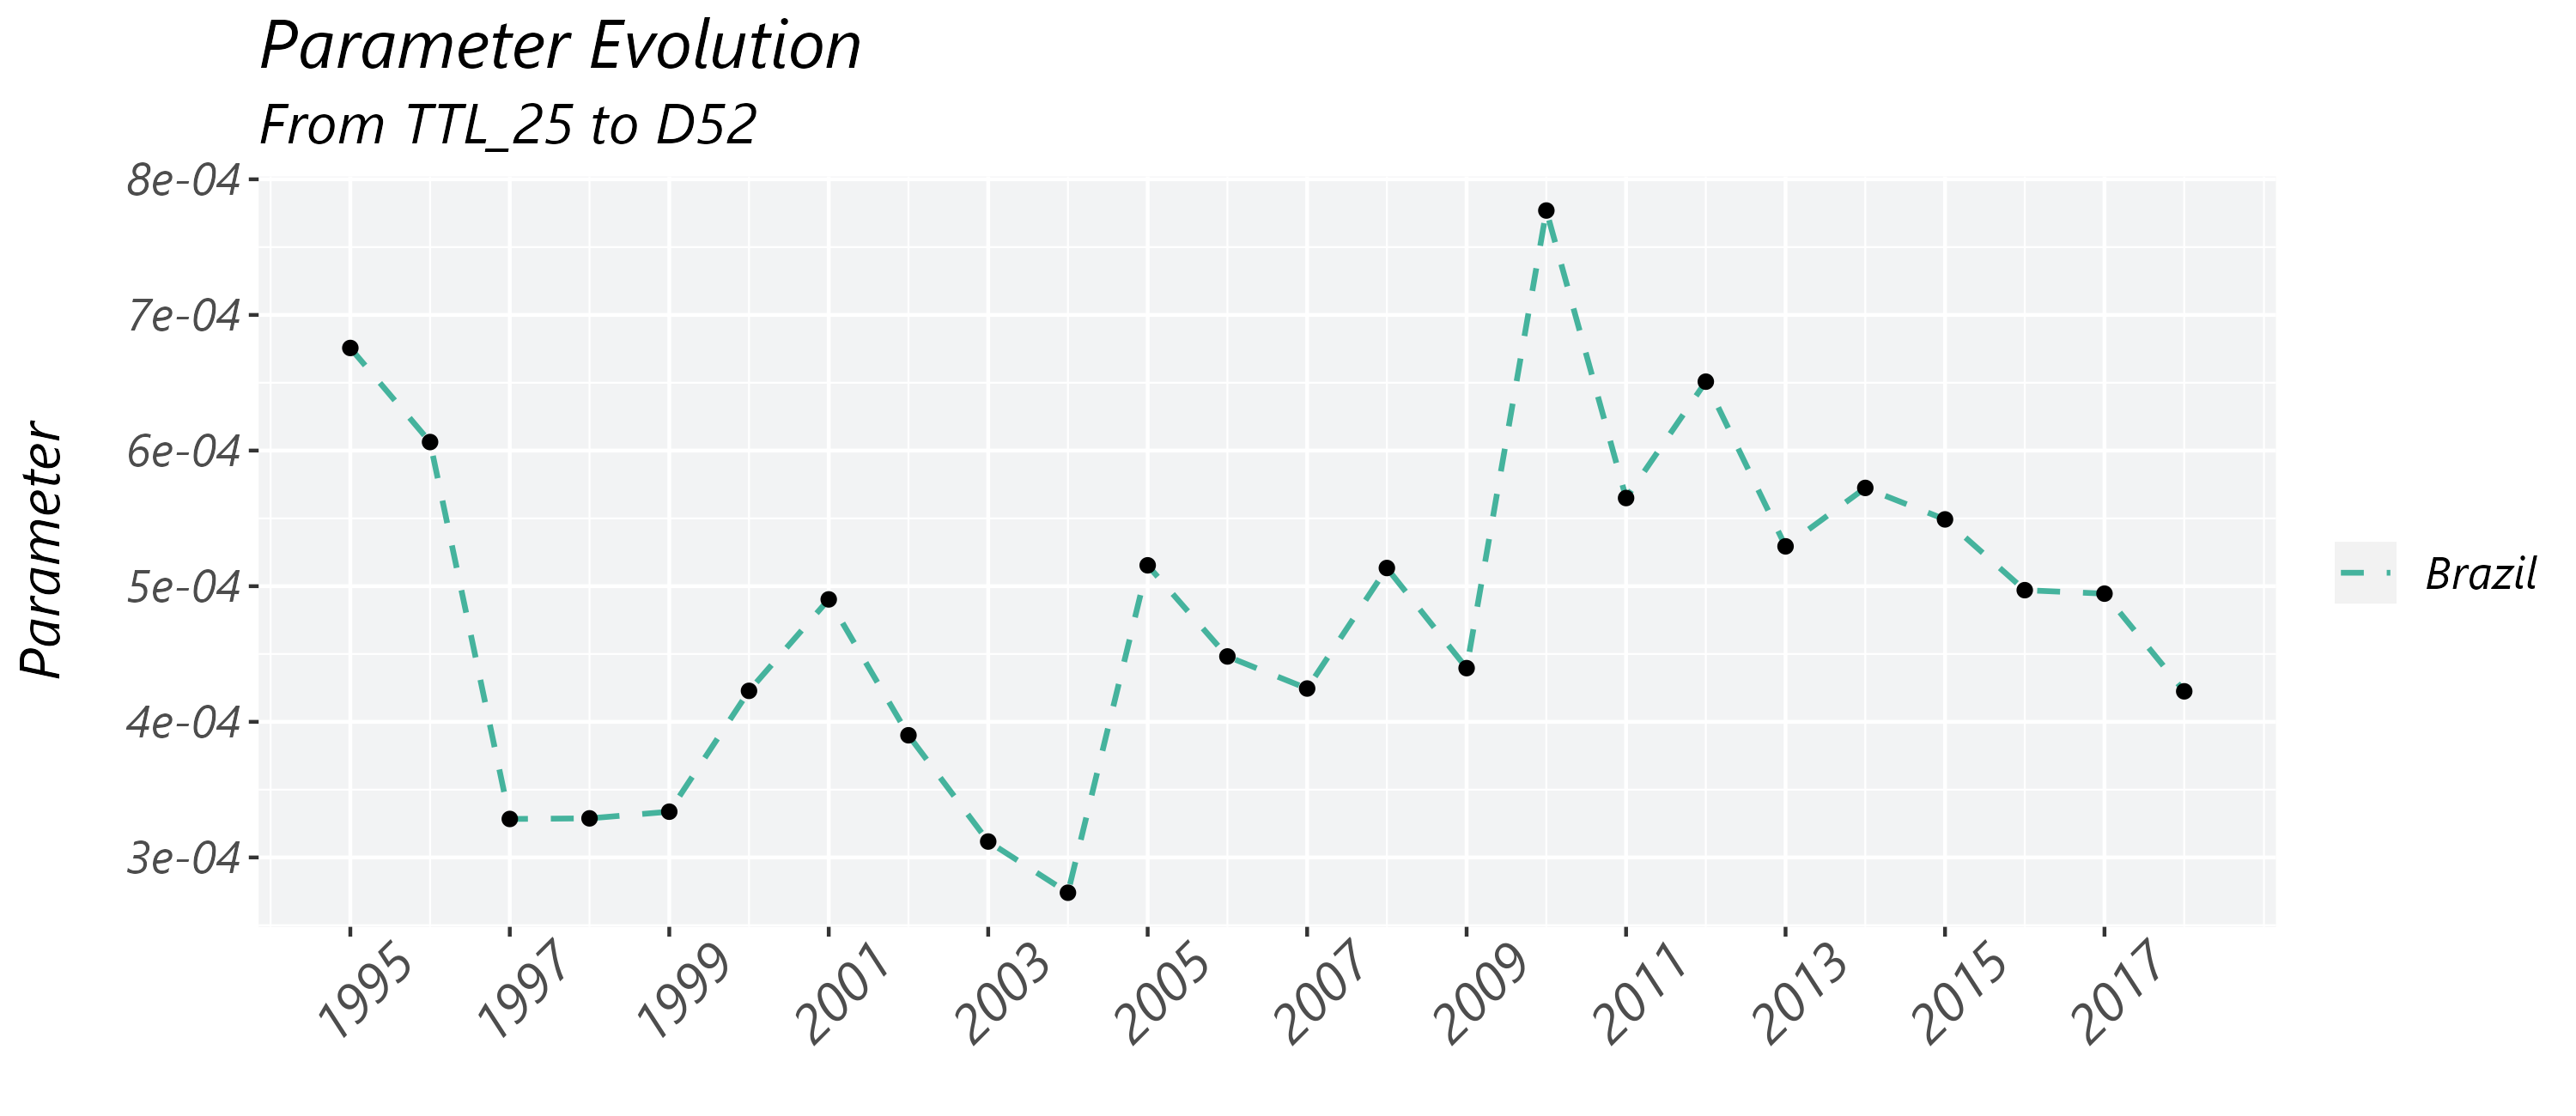 Parameter Evolution
From TTL_25 to D52
Parameter
8e-04
7e-04
6e-04
5e-04
4e-04
3e-04
1995
1997
1999
2001
2003
2005
2007
2009
2011
2013
2015
2017
Brazil